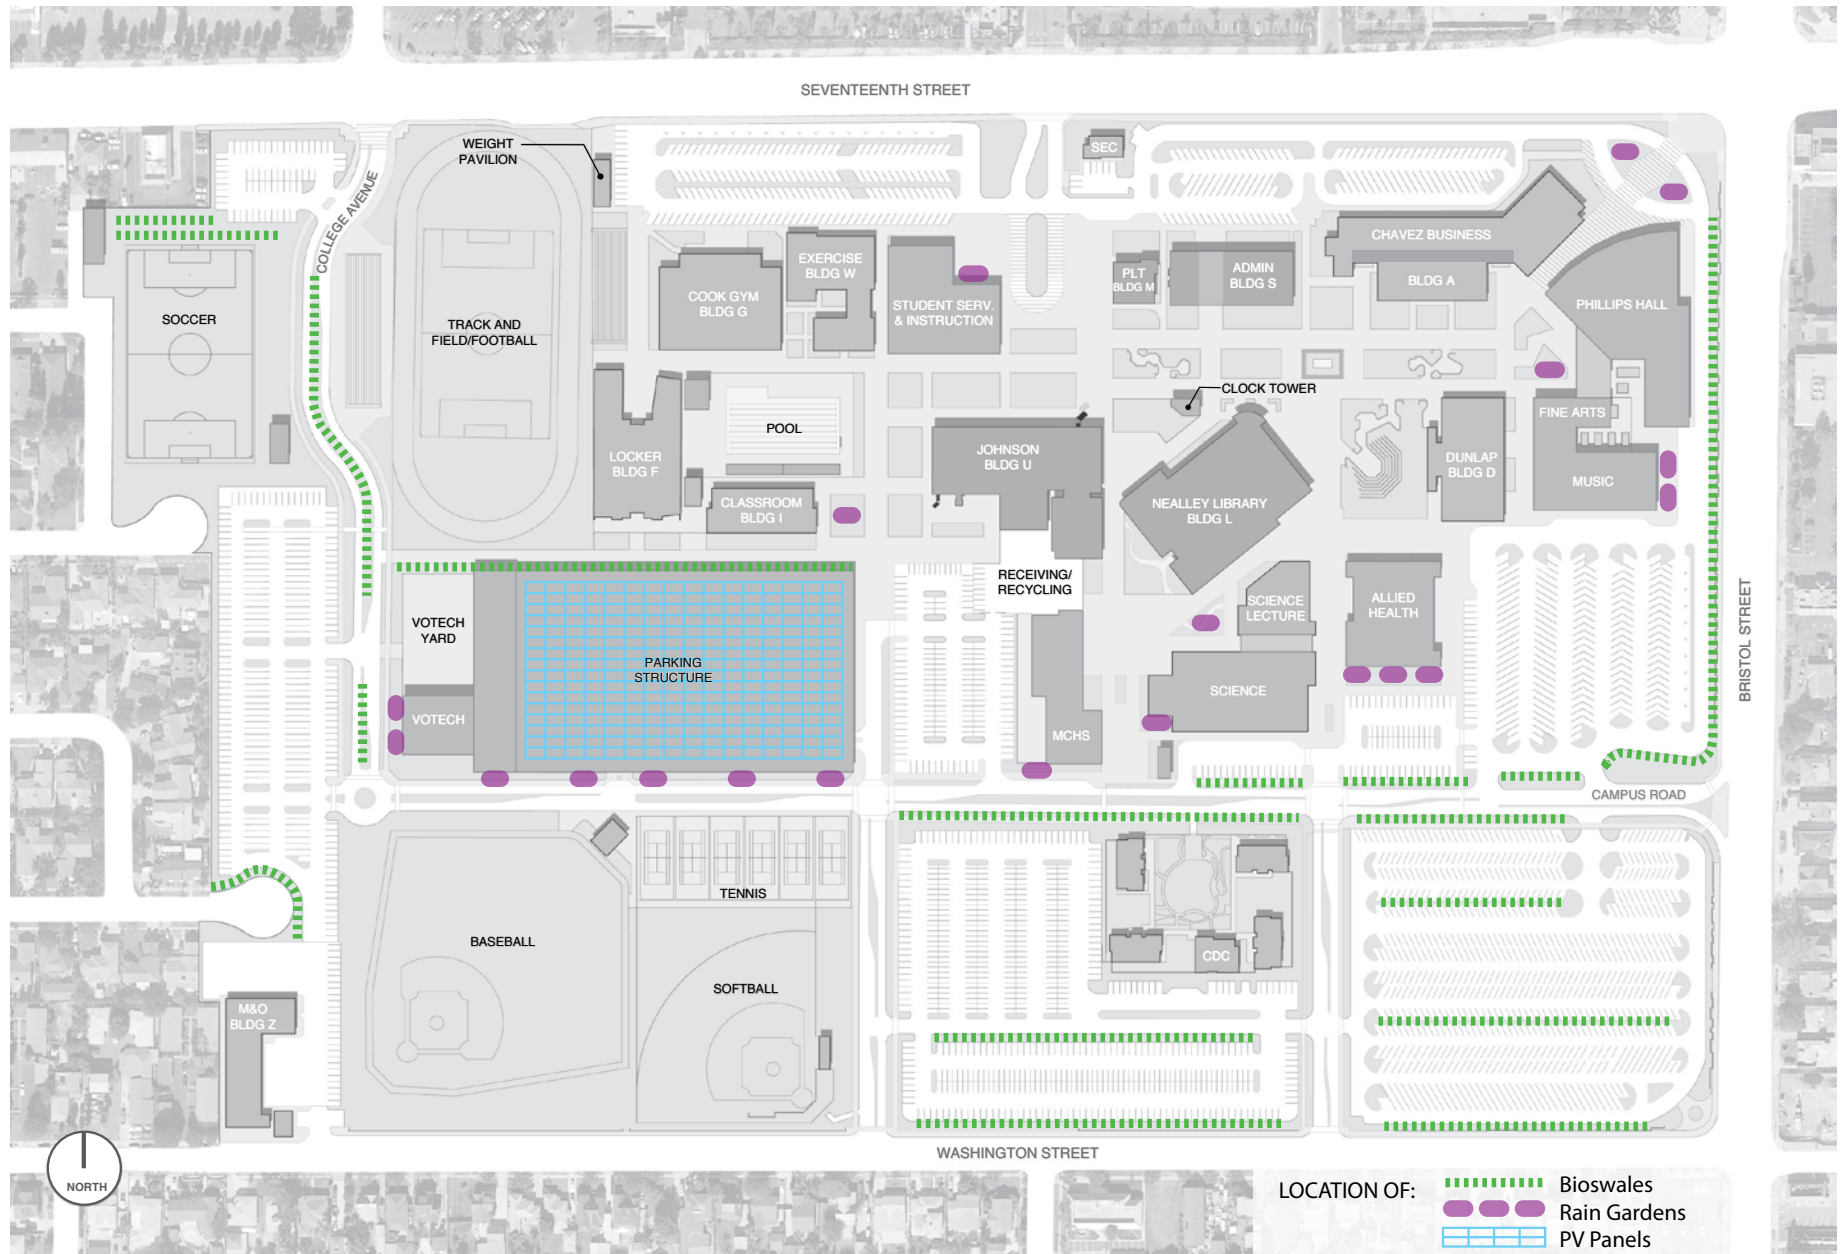 SEVENTEENTH STREET
WEIGHT
PAVILION
SEC
COLLEGE AVENUE
CHAVEZ BUSINESS
EXERCISE
BLDG W
PLT
BLDG M
ADMIN
BLDG S
BLDG A
COOK GYM
BLDG G
STUDENT SERV.
& INSTRUCTION
PHILLIPS HALL
SOCCER
TRACK AND
FIELD/FOOTBALL
CLOCK TOWER
FINE ARTS
POOL
LOCKER
BLDG F
JOHNSON
BLDG U
DUNLAP
BLDG D
MUSIC
CLASSROOM
BLDG I
NEALLEY LIBRARY
BLDG L
RECEIVING/
RECYCLING
SCIENCE
LECTURE
ALLIED
HEALTH
BRISTOL STREET
VOTECH
YARD
PARKING
STRUCTURE
SCIENCE
VOTECH
MCHS
CAMPUS ROAD
TENNIS
BASEBALL
CDC
SOFTBALL
M&O
BLDG Z
WASHINGTON STREET
NORTH
LOCATION OF:
Bioswales
Rain Gardens
PV Panels